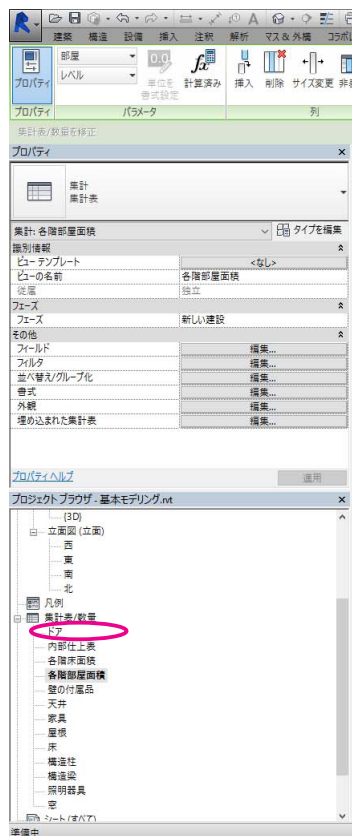 建築 構造 設備 挿入 注釈 解析 マス & 外構 コラボ
部屋
レベル
プロパティ
単位を
書式設定
計算済み
挿入 削除 サイズ変更
プロパティ パラメータ 列
集計表/数量を修正
プロパティ
集計
集計表
集計: 各階部屋面積 タイプを編集
識別情報
ビュー テンプレート <なし>
ビューの名前 各階部屋面積
従属 独立
フェーズ
フェーズ 新しい建設
その他
フィールド 編集...
フィルタ 編集...
並べ替え/グループ化 編集...
書式 編集...
外観 編集...
埋め込まれた集計表 編集...
プロパティ ヘルプ 適用
プロジェクト ブラウザ - 基本モデリング.rvt
{3D}
立面図 (立面)
西
東
南
北
凡例
集計表/数量
ドア
内部仕上表
各階床面積
各階部屋面積
壁の付属品
天井
家具
屋根
床
構造柱
構造梁
照明器具
窓
シート (すべて)
準備中